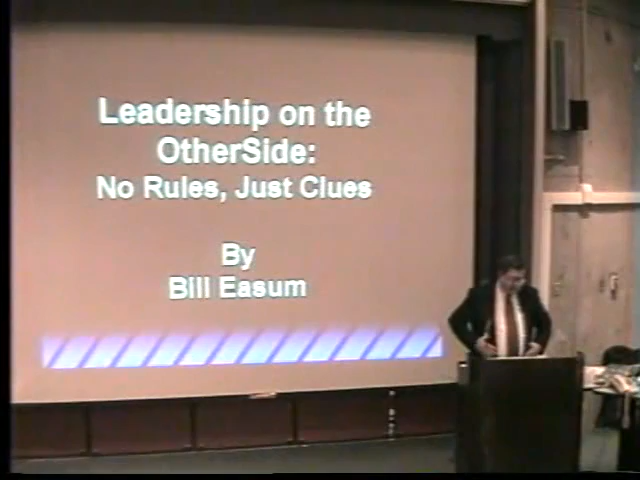 Leadership on the
OtherSide:
No Rules, Just Clues
By
Bill Easum